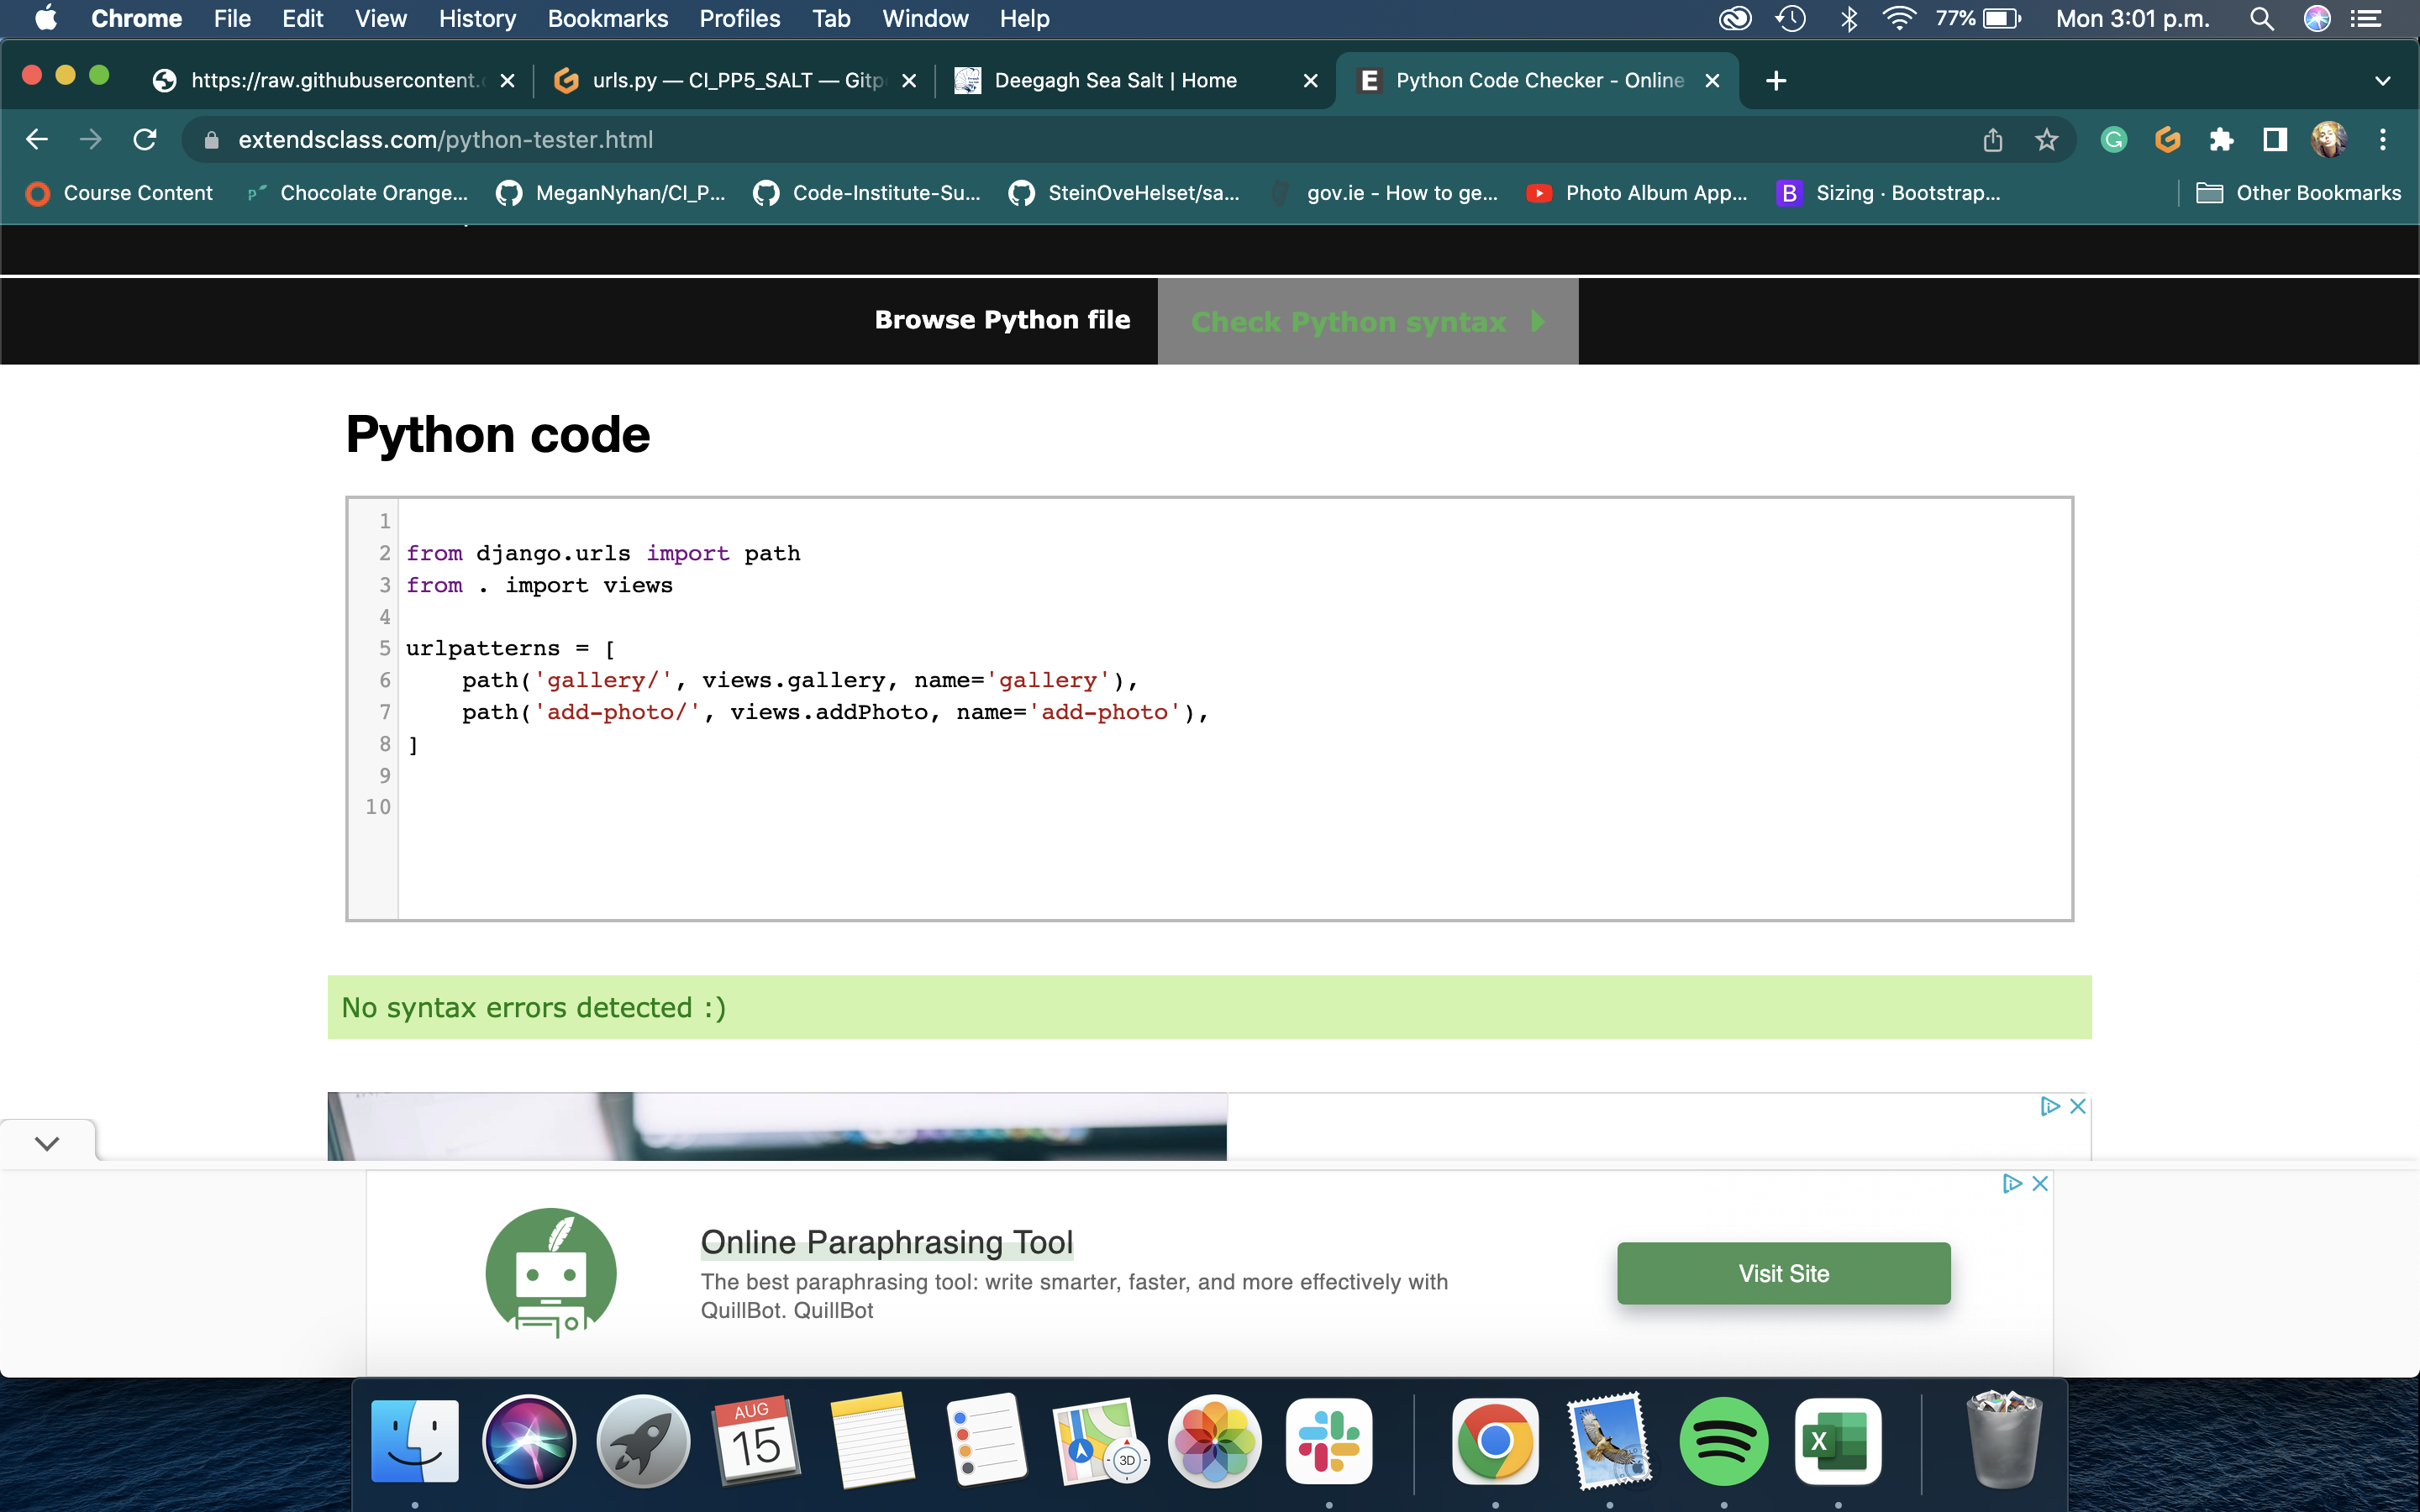 Chrome File Edit View History Bookmarks Profiles Tab Window Help 77% Mon 3:01 p.m.
https://raw.githubusercontent.c urls.py — CI_PP5_SALT — Gitp Deegagh Sea Salt | Home Python Code Checker - Online
extendsclass.com/python-tester.html
Course Content Chocolate Orange... MeganNyhan/CI_P... Code-Institute-Su... SteinOveHelset/sa... gov.ie - How to ge... Photo Album App... B Sizing · Bootstrap... Other Bookmarks
Browse Python file Check Python syntax
Python code
1
2 from django.urls import path
3 from . import views
4
5 urlpatterns = [
6 path('gallery/', views.gallery, name='gallery'),
7 path('add-photo/', views.addPhoto, name='add-photo'),
8 ]
9
10
No syntax errors detected :)
Online Paraphrasing Tool
The best paraphrasing tool: write smarter, faster, and more effectively with
QuillBot. QuillBot
Visit Site
AUG
15
3D
X